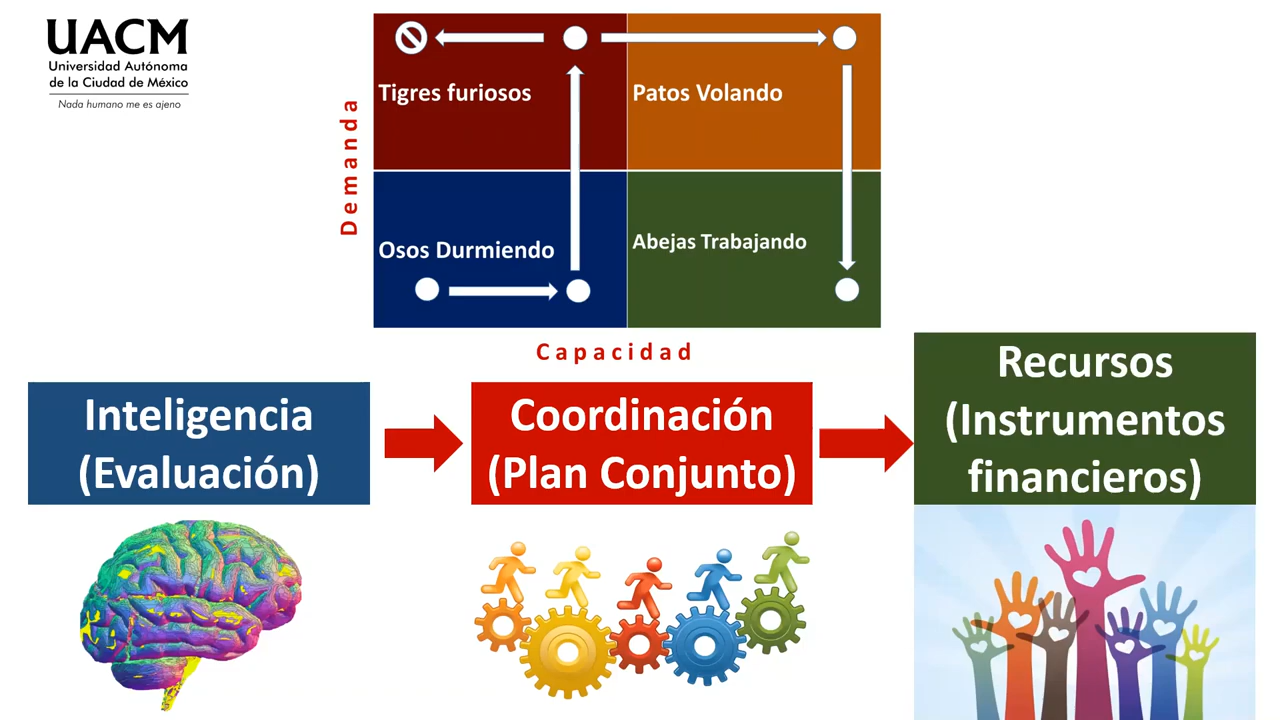 UACM
Universidad Autónoma
de la Ciudad de México
Nada humano me es ajeno
Demanda
Tigres furiosos
Patos Volando
Osos Durmiendo
Abejas Trabajando
Capacidad
Inteligencia
(Evaluación)
Coordinación
(Plan Conjunto)
Recursos
(Instrumentos
financieros)